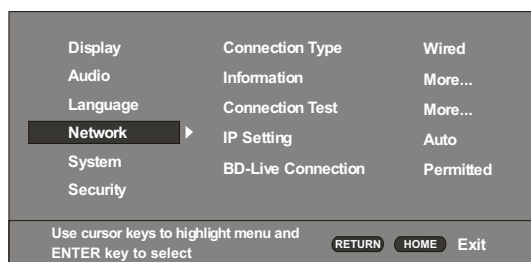 Display Connection Type Wired
Audio Information More...
Language Connection Test More...
Network IP Setting Auto
System BD-Live Connection Permitted
Security
Use cursor keys to highlight menu and
ENTER key to select
RETURN HOME Exit